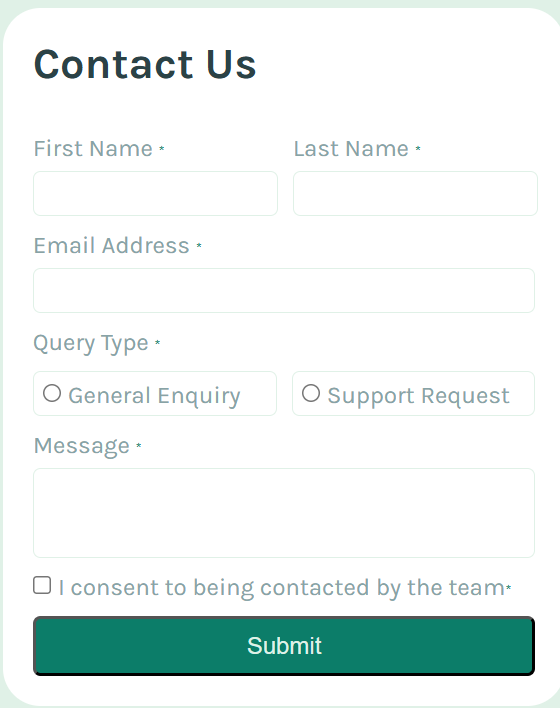 Contact Us
First Name * Last Name *
Email Address *
Query Type *
General Enquiry Support Request
Message *
I consent to being contacted by the team*
Submit